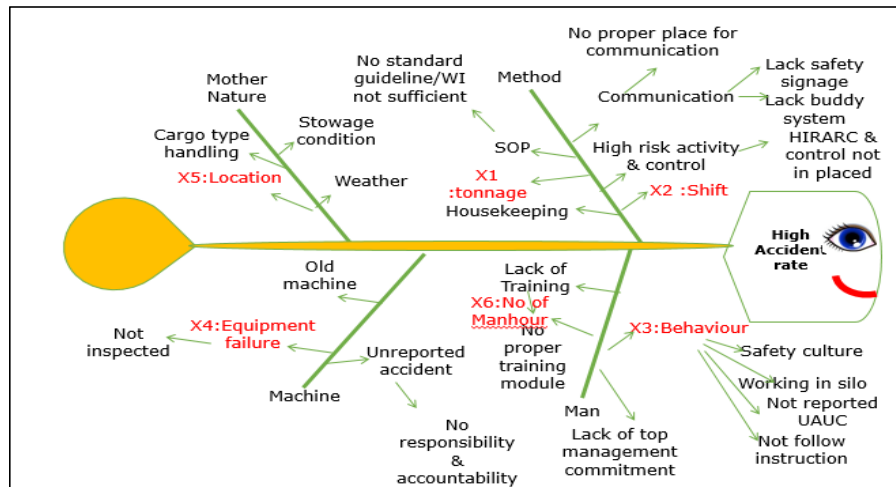 No proper place for
communication
No standard
guideline/WI
not sufficient
Mother
Nature
Method
Lack safety
signage
Communication
Lack buddy
system
Stowage
condition
Cargo type
handling
SOP
High risk activity
& control
HIRARC &
control not
in placed
X5:Location
Weather
X1
:tonnage
X2 :Shift
Housekeeping
High
Accident
rate
Old
machine
Lack of
Training
X6:No of
Manhour
X3:Behaviour
Not
inspected
X4:Equipment
failure
No
proper
training
module
Unreported
accident
Safety culture
Machine
Working in silo
Man
Not reported
UAUC
No
responsibility
&
accountability
Lack of top
management
commitment
Not follow
instruction